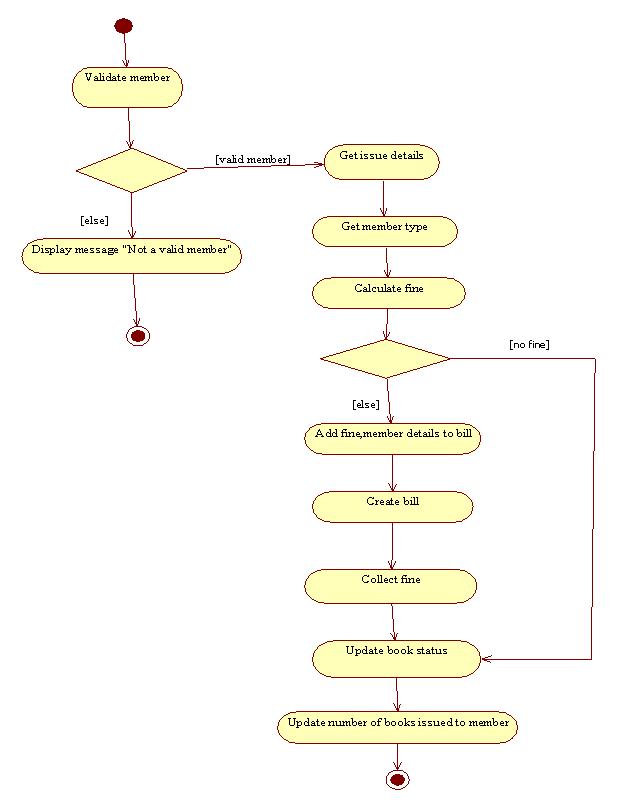 Validate member
[valid member]
Get issue details
[else]
Display message "Not a valid member"
Get member type
Calculate fine
[no fine]
[else]
Add fine,member details to bill
Create bill
Collect fine
Update book status
Update number of books issued to member